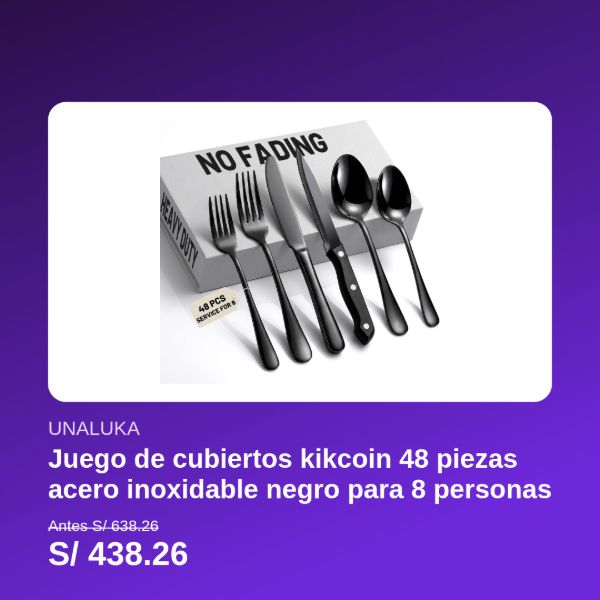 NO FADING
HEAVY DUTY
48 PCS
SERVICE FOR 8
UNALUKA
Juego de cubiertos kikcoin 48 piezas
acero inoxidable negro para 8 personas
Antes S/ 638.26
S/ 438.26